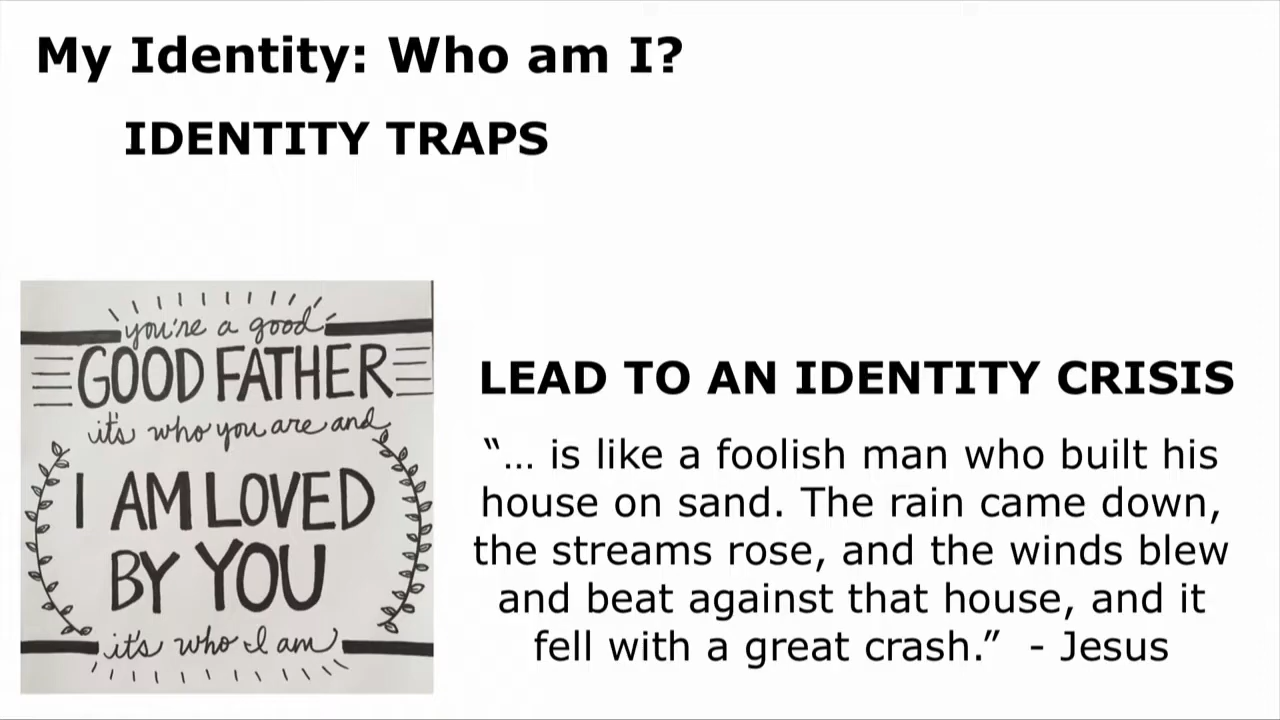 My Identity: Who am I?
IDENTITY TRAPS
you're a good
GOOD FATHER
it's who you are and
I AM LOVED
BY YOU
it's who I am
LEAD TO AN IDENTITY CRISIS
“… is like a foolish man who built his
house on sand. The rain came down,
the streams rose, and the winds blew
and beat against that house, and it
fell with a great crash.” - Jesus